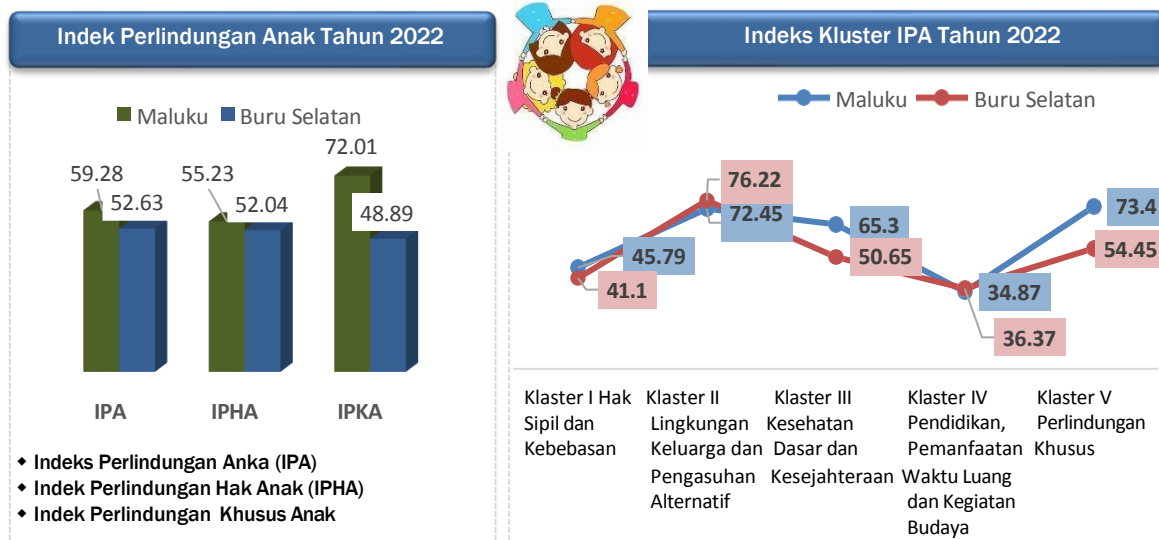 Indek Perlindungan Anak Tahun 2022
Maluku Buru Selatan
72.01
59.28
55.23
52.63
52.04
48.89
IPA IPHA IPKA
◆ Indeks Perlindungan Anka (IPA)
◆ Indek Perlindungan Hak Anak (IPHA)
◆ Indek Perlindungan Khusus Anak
Indeks Kluster IPA Tahun 2022
Maluku Buru Selatan
76.22
72.45
73.4
65.3
45.79
50.65
54.45
41.1
34.87
36.37
Klaster I Hak
Sipil dan
Kebebasan
Klaster II
Lingkungan
Keluarga dan
Pengasuhan
Alternatif
Klaster III
Kesehatan
Dasar dan
Kesejahteraan
Klaster IV
Pendidikan,
Pemanfaatan
Waktu Luang
dan Kegiatan
Budaya
Klaster V
Perlindungan
Khusus